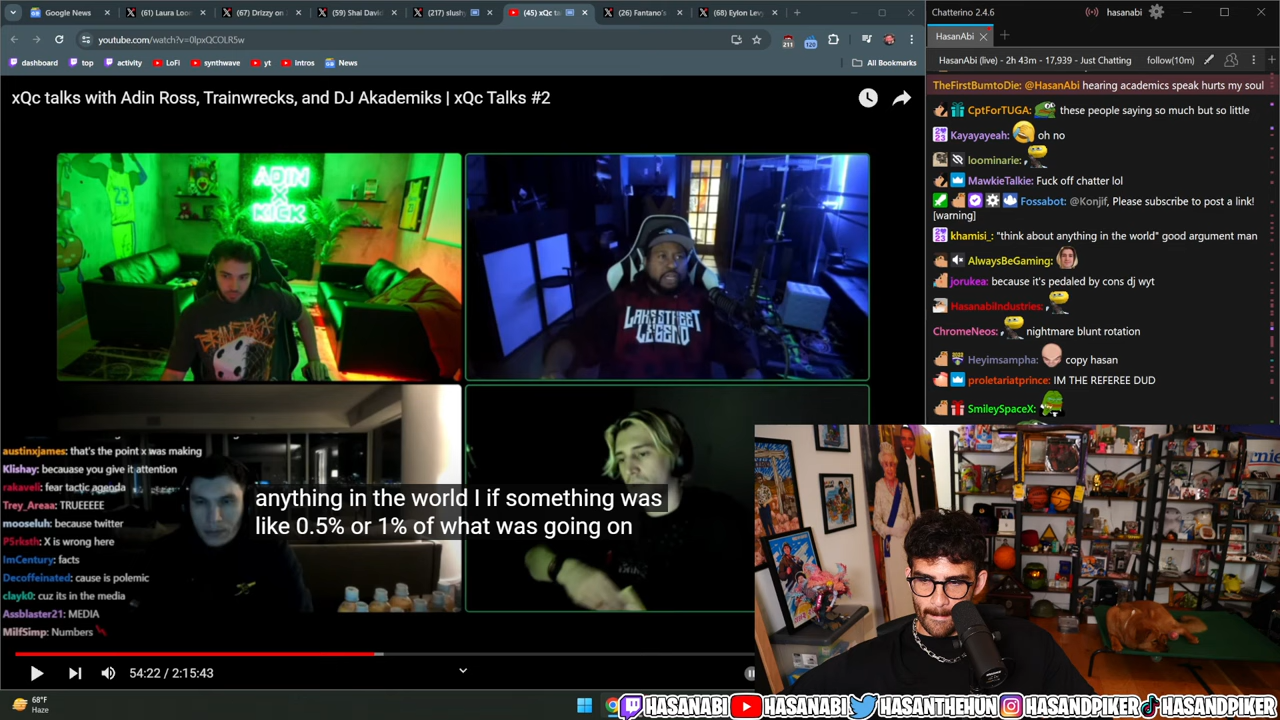 Google News
(61) Laura Loo
(67) Drizzy on
(59) Shai David
(217) slushy
(45) xQc ta
(26) Fantano's
(68) Eylon Lev
youtube.com/watch?v=0lpxQCOLR5w
211
120
dashboard
top
activity
LoFi
synthwave
yt
intros
News
All Bookmarks
xQc talks with Adin Ross, Trainwrecks, and DJ Akademiks | xQc Talks #2
ADIN
X
KICK
23
LANE STREET
LEGEND
austinxjames: that's the point x was making
Klishay: becauase you give it attention
rakaveli: fear tactic agenda
Trey_Areaa: TRUEEEEE
mooseluh: because twitter
P5rksth: X is wrong here
ImCentury: facts
Decoffeinated: cause is polemic
clayk0: cuz its in the media
Assblaster21: MEDIA
MilfSimp: Numbers
anything in the world I if something was
like 0.5% or 1% of what was going on
54:22 / 2:15:43
68°F
Haze
Chatterino 2.4.6
hasanabi
HasanAbi
HasanAbi (live) - 2h 43m - 17,939 - Just Chatting
follow(10m)
TheFirstBumtoDie: @HasanAbi hearing academics speak hurts my soul
CptForTUGA: these people saying so much but so little
Kayayayeah: oh no
loominarie:
MawkieTalkie: Fuck off chatter lol
Fossabot: @Konjif, Please subscribe to post a link!
[warning]
khamisi_: "think about anything in the world" good argument man
AlwaysBeGaming:
jorukea: because it's pedaled by cons dj wyt
HasanabiIndustries:
ChromeNeos: nightmare blunt rotation
Heyimsampha: copy hasan
proletariatprince: IM THE REFEREE DUD
SmileySpaceX:
HASANABI
HASANABI
HASANTHEHUN
HASANDPIKER
HASANDPIKER